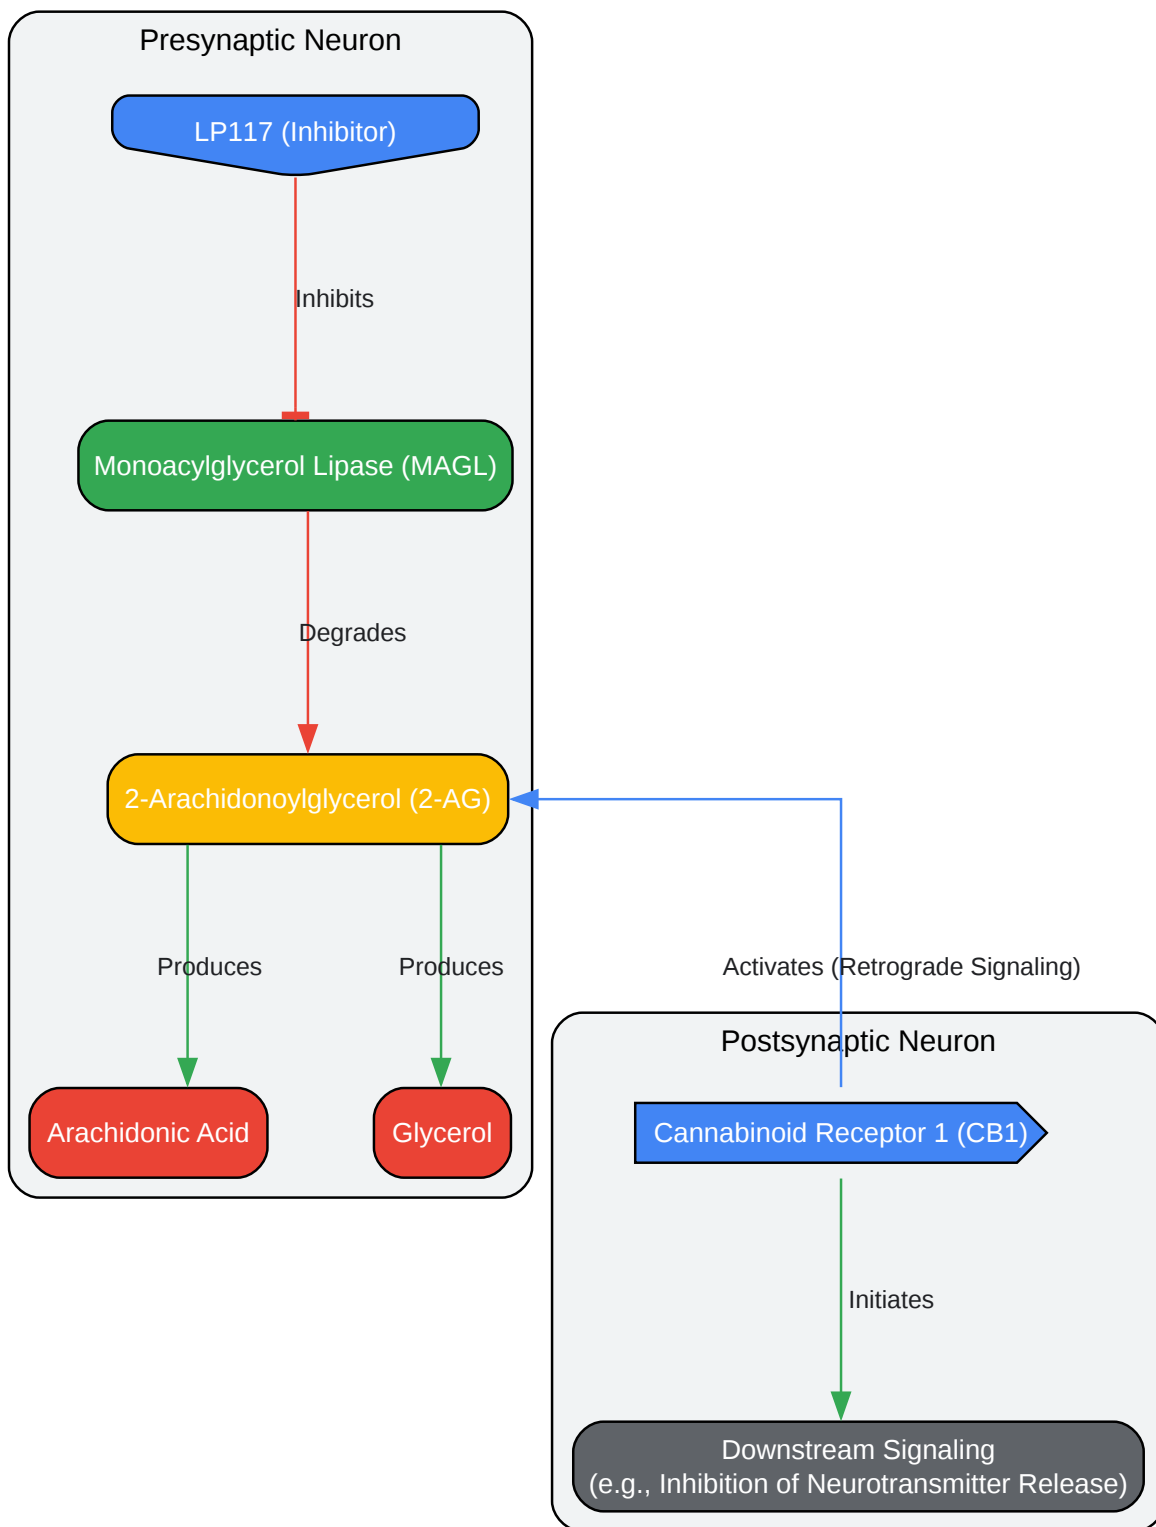 Presynaptic Neuron
LP117 (Inhibitor)
Inhibits
Monoacylglycerol Lipase (MAGL)
Degrades
2-Arachidonoylglycerol (2-AG)
Produces
Produces
Activates (Retrograde Signaling)
Arachidonic Acid
Glycerol
Postsynaptic Neuron
Cannabinoid Receptor 1 (CB1)
Initiates
Downstream Signaling
(e.g., Inhibition of Neurotransmitter Release)